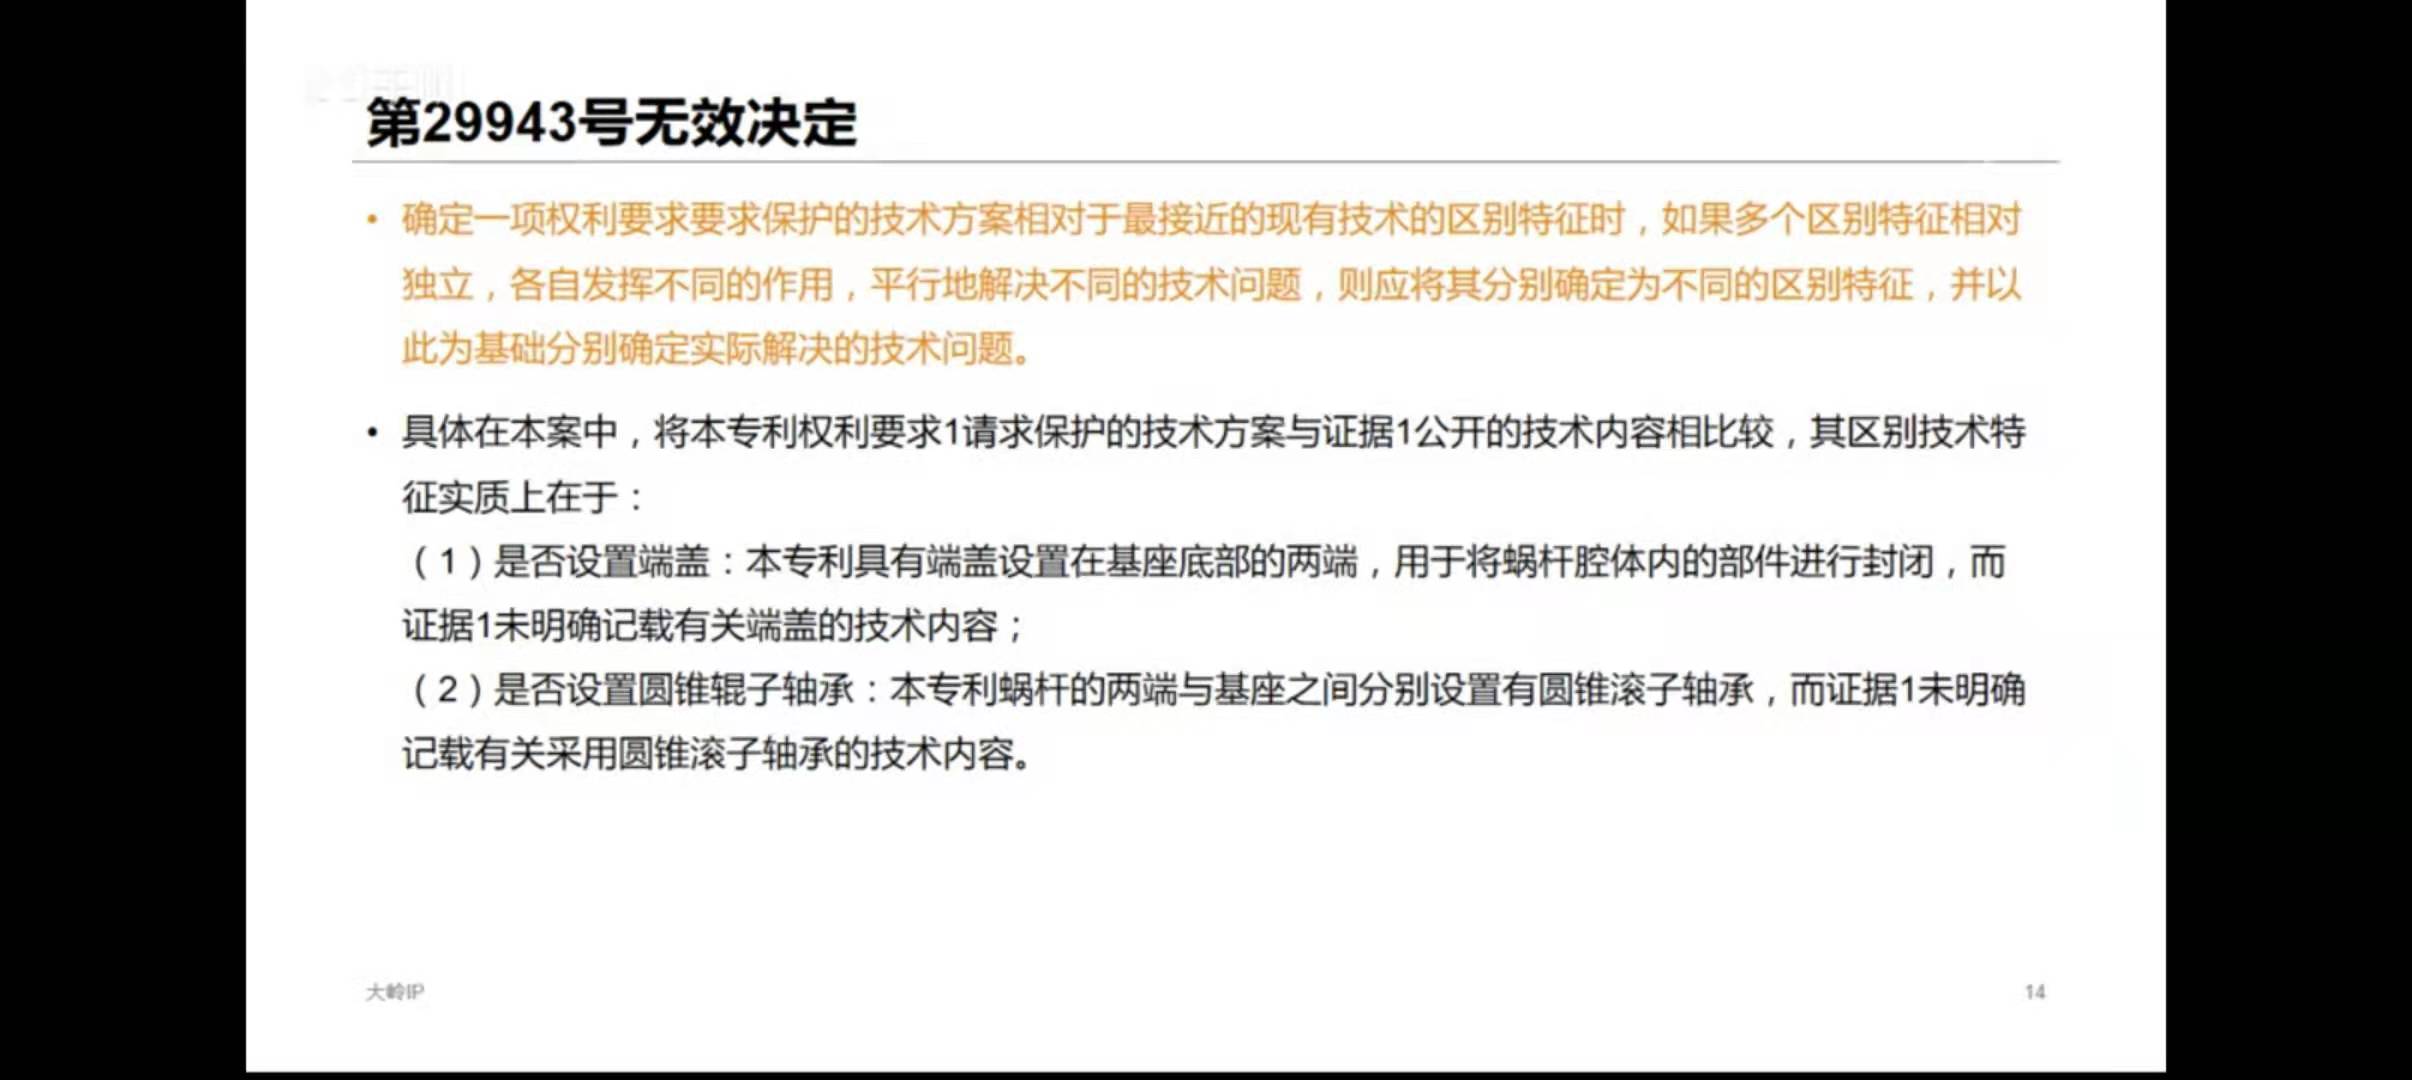 第29943号无效决定
• 确定一项权利要求要求保护的技术方案相对于最接近的现有技术的区别特征时，如果多个区别特征相对
独立，各自发挥不同的作用，平行地解决不同的技术问题，则应将其分别确定为不同的区别特征，并以
此为基础分别确定实际解决的技术问题。
• 具体在本案中，将本专利权利要求1请求保护的技术方案与证据1公开的技术内容相比较，其区别技术特
征实质上在于：
（1）是否设置端盖：本专利具有端盖设置在基座底部的两端，用于将蜗杆腔体内的部件进行封闭，而
证据1未明确记载有关端盖的技术内容；
（2）是否设置圆锥辊子轴承：本专利蜗杆的两端与基座之间分别设置有圆锥滚子轴承，而证据1未明确
记载有关采用圆锥滚子轴承的技术内容。
大岭IP
14